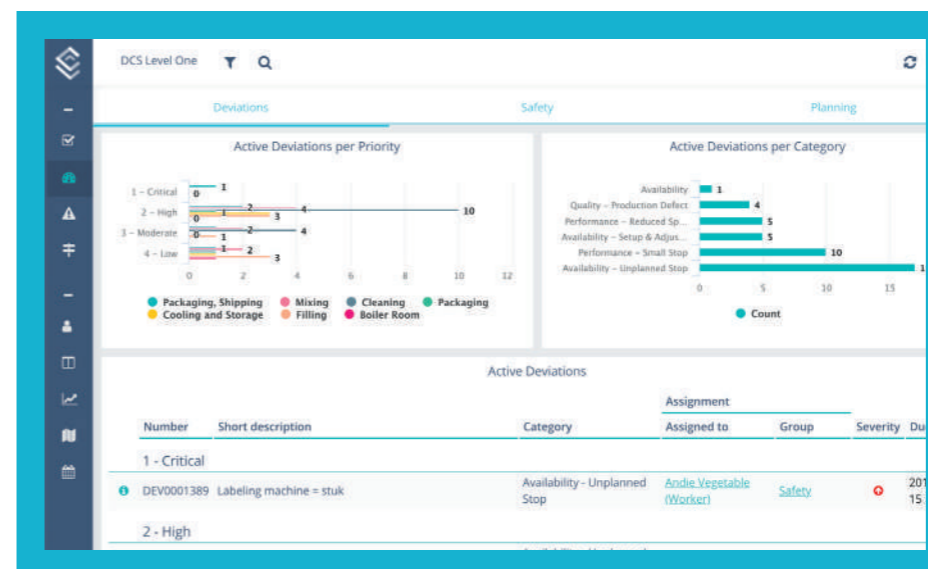 DCS Level One
Deviations
Safety
Planning
Active Deviations per Priority
1 – Critical
0
1
2 – High
0
1
2
3
4
10
3 – Moderate
0
1
2
4
4 – Low
1
2
3
0 2 4 6 8 10 12
Packaging, Shipping Mixing Cleaning Packaging
Cooling and Storage Filling Boiler Room
Active Deviations per Category
Availability 1
Quality – Production Defect 4
Performance – Reduced Sp... 5
Availability – Setup & Adjus... 5
Performance – Small Stop 10
Availability – Unplanned Stop 1
0 5 10 15
Count
Active Deviations
Assignment
Number Short description Category Assigned to Group Severity Du
1 - Critical
DEV0001389 Labeling machine = stuk Availability - Unplanned Andie Vegetable Safety 201
Stop (Worker) 15
2 - High